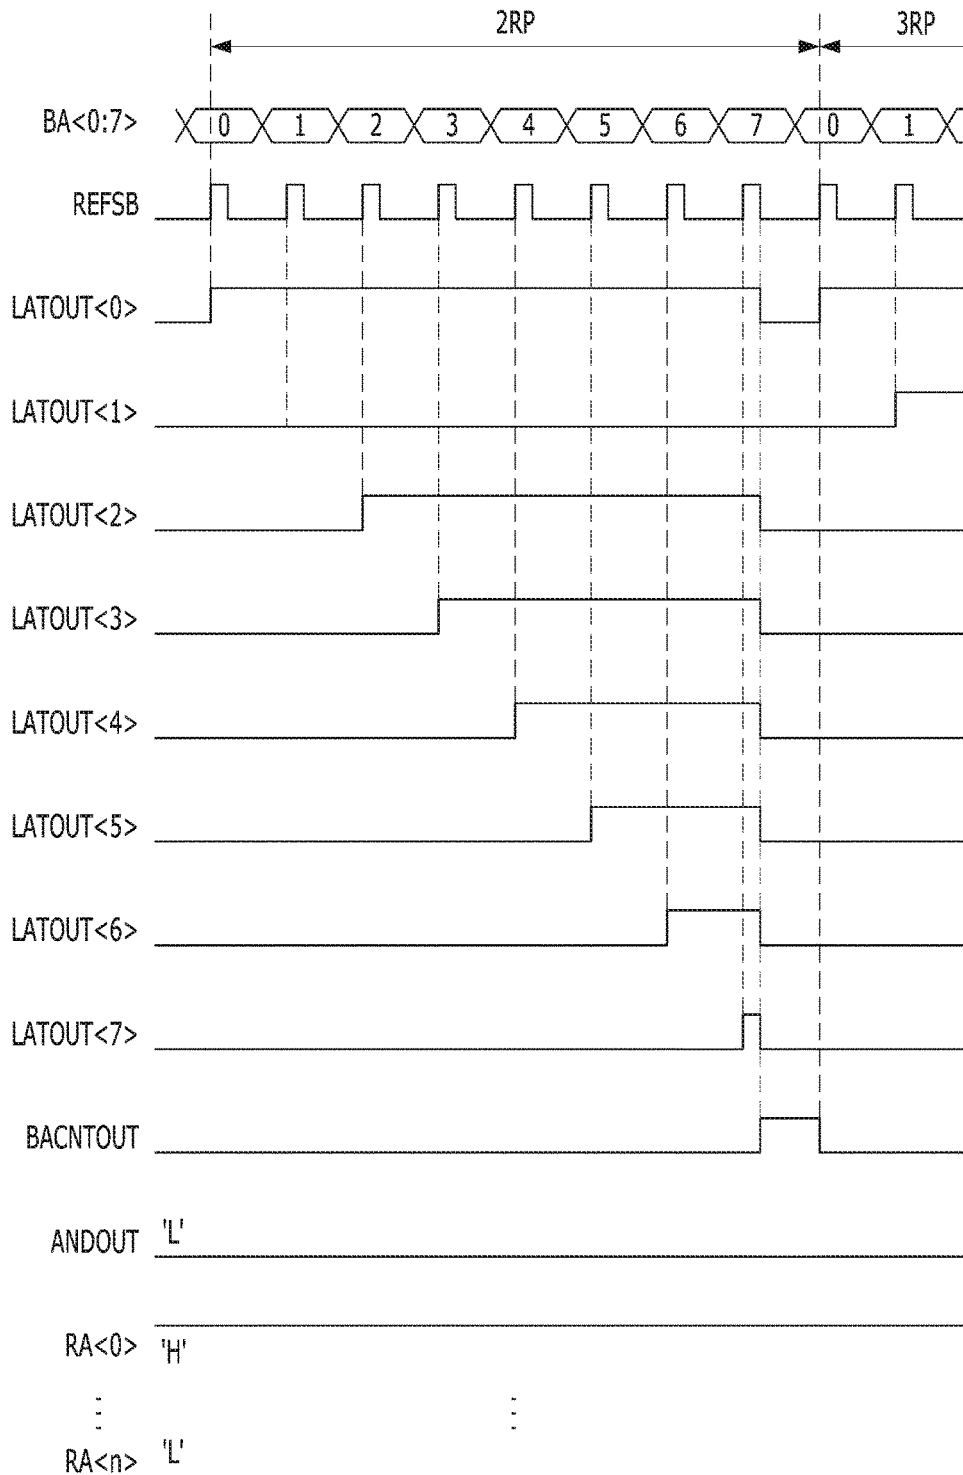 2RP 3RP
BA<0:7> 0 1 2 3 4 5 6 7 0 1
REFSB
LATOUT<0>
LATOUT<1>
LATOUT<2>
LATOUT<3>
LATOUT<4>
LATOUT<5>
LATOUT<6>
LATOUT<7>
BACNTOUT
ANDOUT 'L'
RA<0> 'H'
RA<n> 'L'